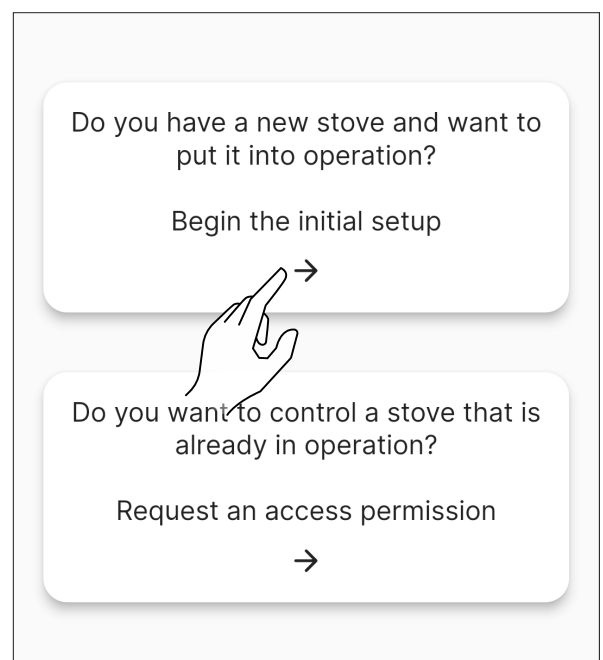 Do you have a new stove and want to
put it into operation?
Begin the initial setup
Do you want to control a stove that is
already in operation?
Request an access permission